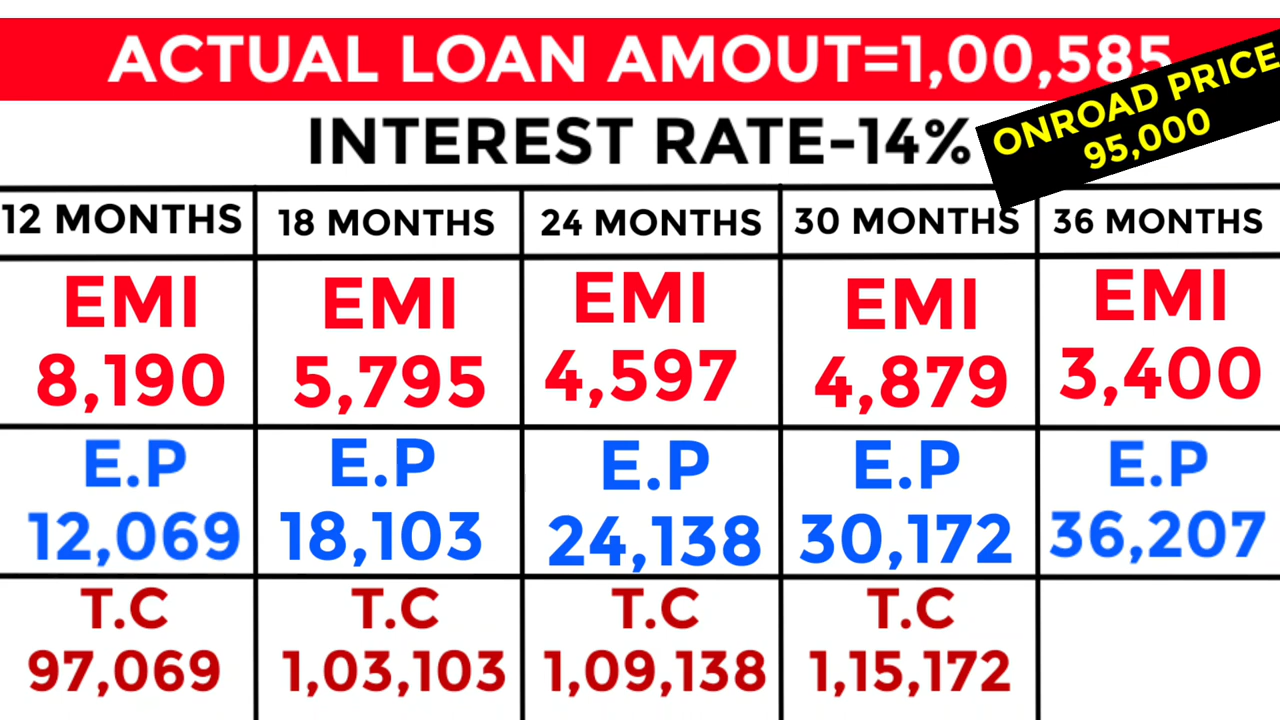 ACTUAL LOAN AMOUT=1,00,585
ONROAD PRICE
95,000
INTEREST RATE-14%
12 MONTHS 18 MONTHS 24 MONTHS 30 MONTHS 36 MONTHS
EMI EMI EMI EMI EMI
8,190 5,795 4,597 4,879 3,400
E.P E.P E.P E.P E.P
12,069 18,103 24,138 30,172 36,207
T.C T.C T.C T.C
97,069 1,03,103 1,09,138 1,15,172